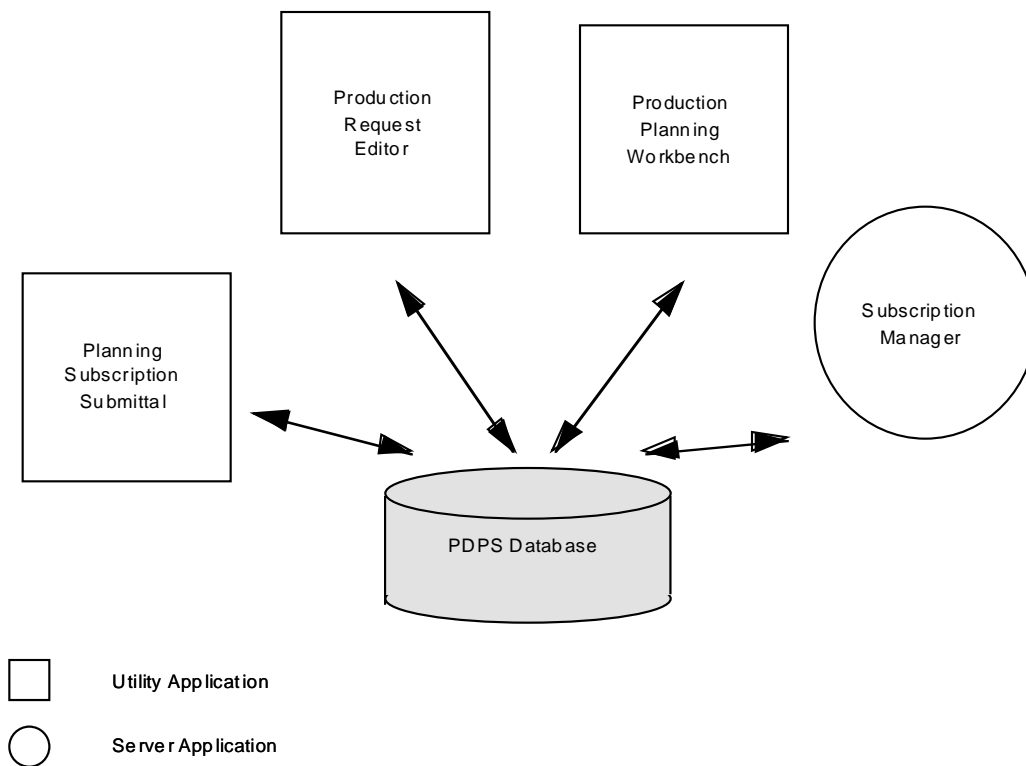 Production
Request
Editor
Production
Planning
Workbench
Subscription
Manager
Planning
Subscription
Submittal
PDPS Database
Utility Application
Server Application